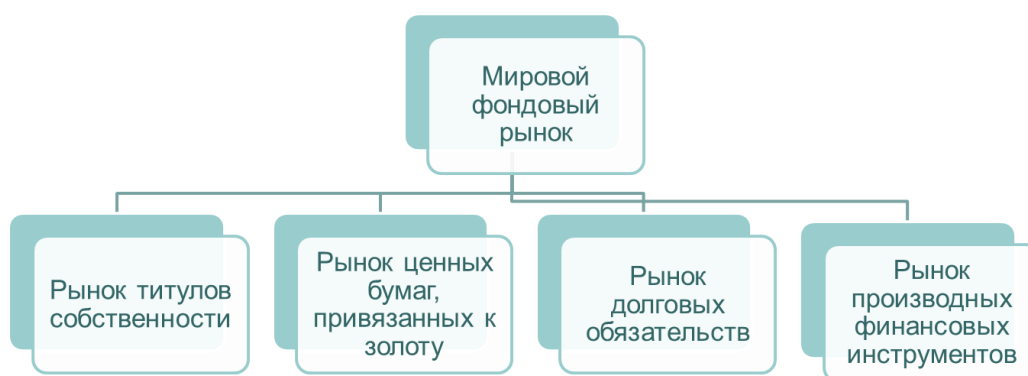 Мировой
фондовый
рынок
Рынок титулов
собственности
Рынок ценных
бумаг,
привязанных к
золоту
Рынок
долговых
обязательств
Рынок
производных
финансовых
инструментов